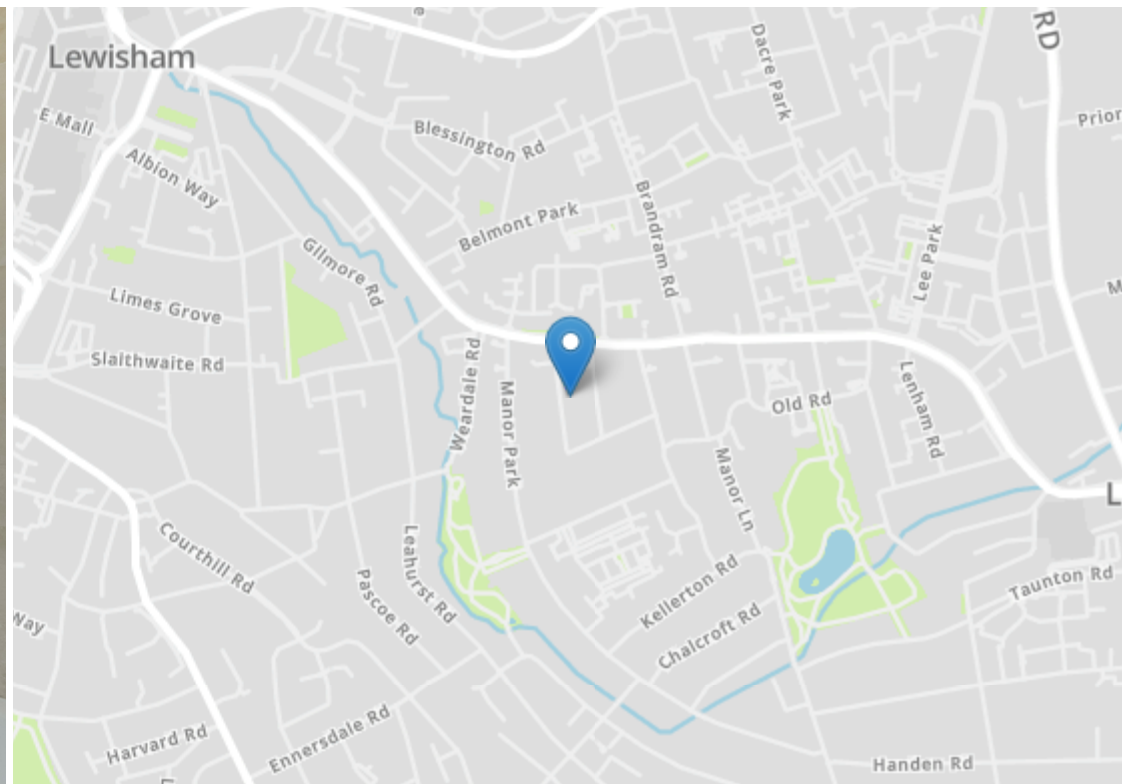 RD
Lewisham
Dacre Park
E Mall
Blessington Rd
Prior
Albion Way
Belmont Park
Brandram Rd
Gilmore Rd
Lee Park
Limes Grove
Slaithwaite Rd
Weardale Rd
Manor Park
Old Rd
Lenham Rd
Manor Ln
L
Courthill Rd
Leahurst Rd
Pascoe Rd
Kellerton Rd
Taunton Rd
Chalcroft Rd
Way
Harvard Rd
Ennersdale Rd
Handen Rd